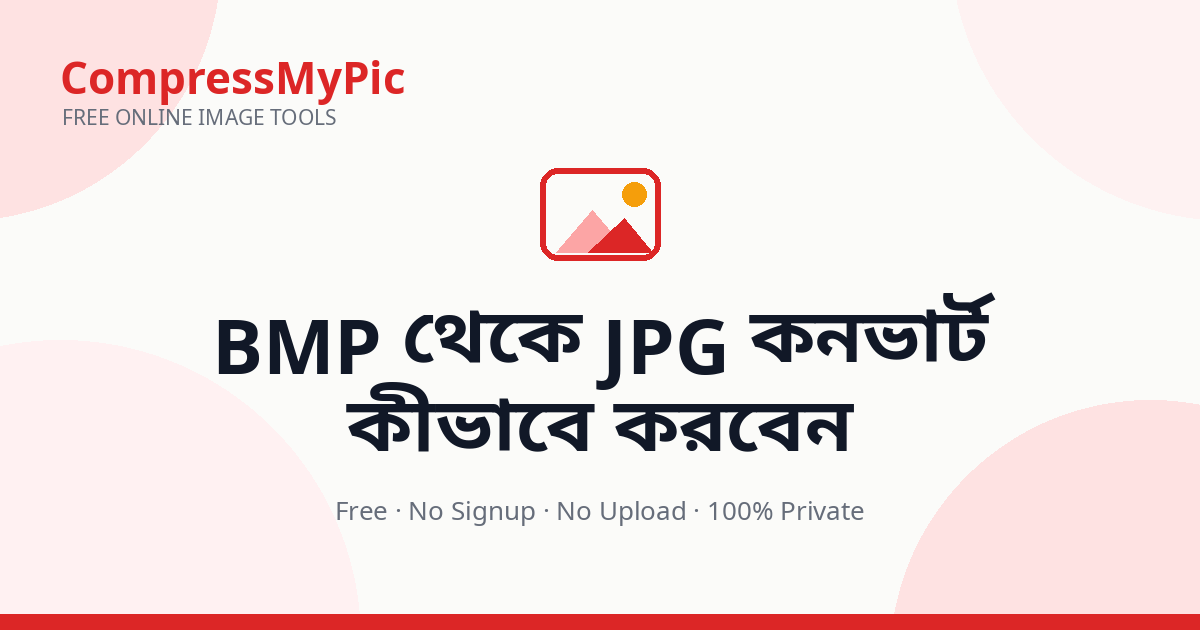 CompressMyPic
FREE ONLINE IMAGE TOOLS
BMP থেকে JPG কনভার্ট
কীভাবে করবেন
Free · No Signup · No Upload · 100% Private